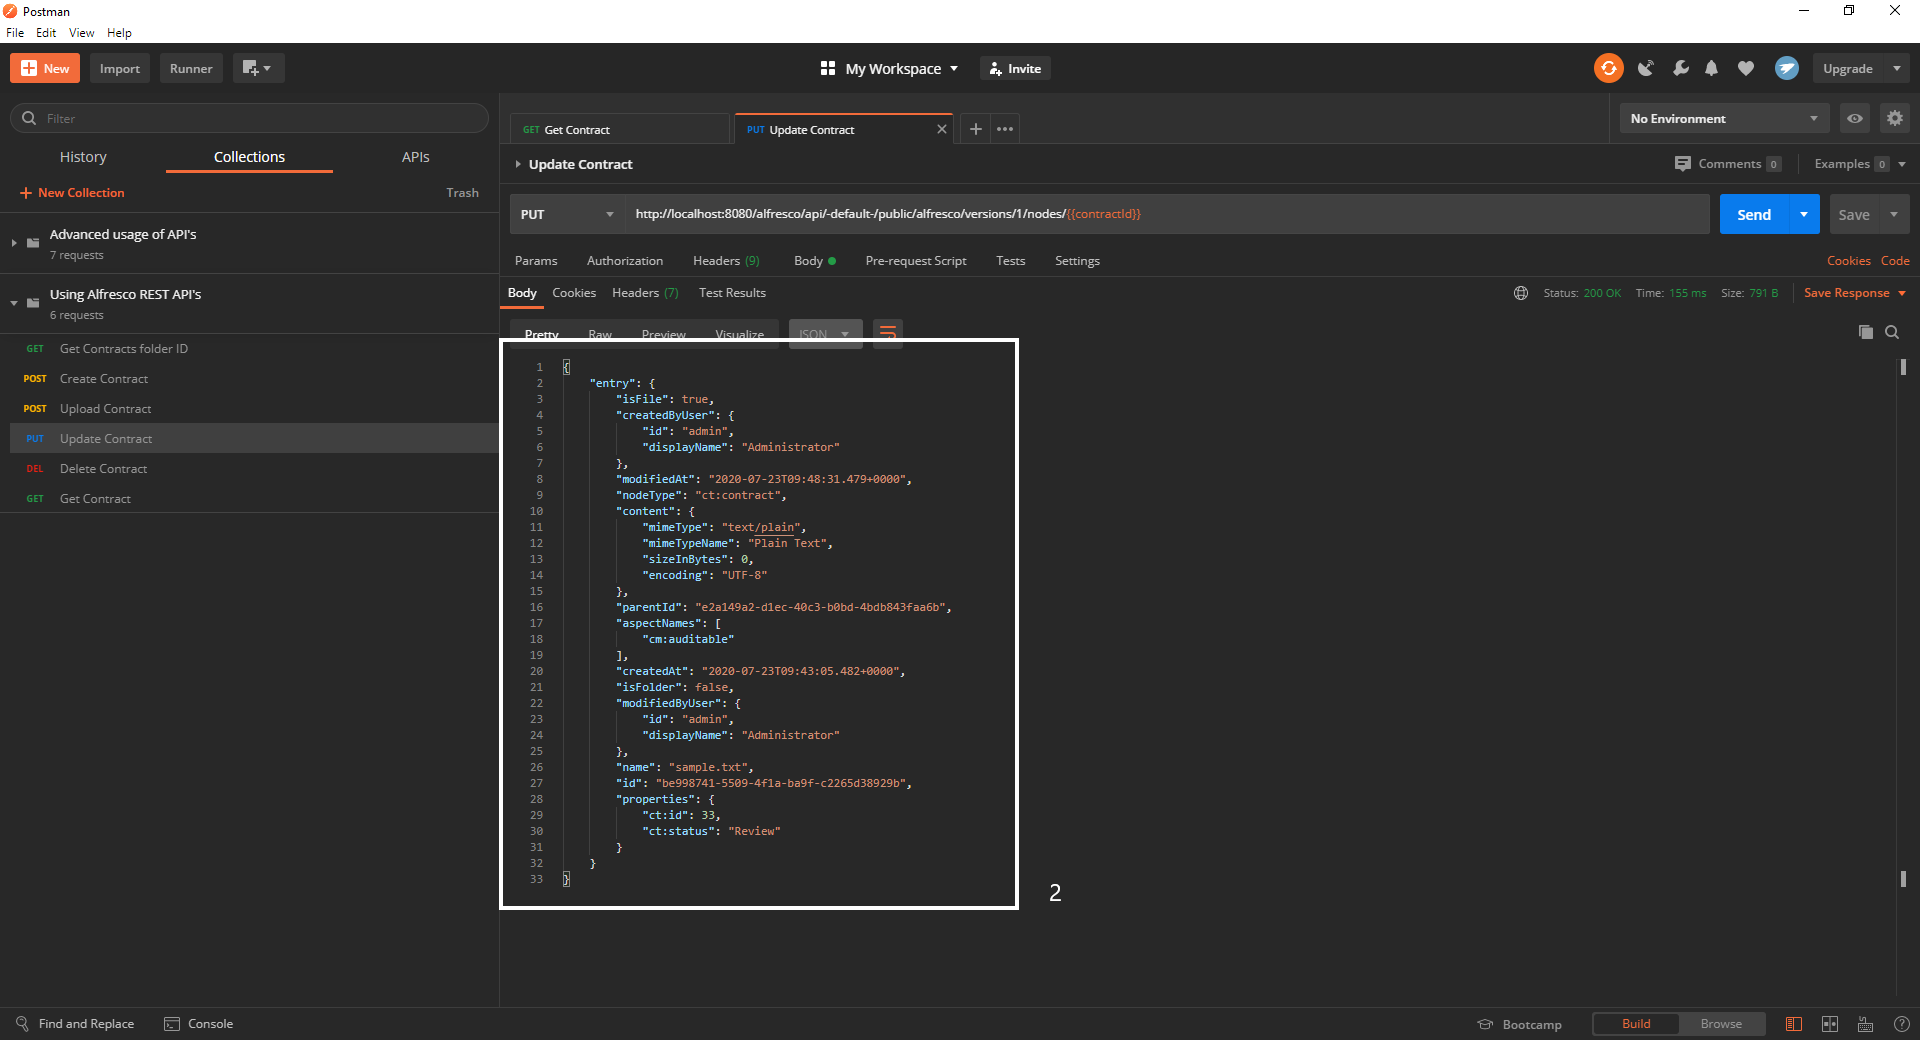 Postman
File Edit View Help
New Import Runner My Workspace Invite Upgrade
Filter
History Collections APIs
New Collection Trash
Advanced usage of API's
7 requests
Using Alfresco REST API's
6 requests
GET Get Contracts folder ID
POST Create Contract
POST Upload Contract
PUT Update Contract
DEL Delete Contract
GET Get Contract
GET Get Contract PUT Update Contract No Environment
Update Contract Comments 0 Examples 0
PUT http://localhost:8080/alfresco/api/-default-/public/alfresco/versions/1/nodes/{{contractId}} Send Save
Params Authorization Headers (9) Body Pre-request Script Tests Settings Cookies Code
Body Cookies Headers (7) Test Results Status: 200 OK Time: 155 ms Size: 791 B Save Response
Pretty Raw Preview Visualize JSON
1 {
2 "entry": {
3 "isFile": true,
4 "createdByUser": {
5 "id": "admin",
6 "displayName": "Administrator"
7 },
8 "modifiedAt": "2020-07-23T09:48:31.479+0000",
9 "nodeType": "ct:contract",
10 "content": {
11 "mimeType": "text/plain",
12 "mimeTypeName": "Plain Text",
13 "sizeInBytes": 0,
14 "encoding": "UTF-8"
15 },
16 "parentId": "e2a149a2-d1ec-40c3-b0bd-4bdb843faa6b",
17 "aspectNames": [
18 "cm:auditable"
19 ],
20 "createdAt": "2020-07-23T09:43:05.482+0000",
21 "isFolder": false,
22 "modifiedByUser": {
23 "id": "admin",
24 "displayName": "Administrator"
25 },
26 "name": "sample.txt",
27 "id": "be998741-5509-4f1a-ba9f-c2265d38929b",
28 "properties": {
29 "ct:id": 33,
30 "ct:status": "Review"
31 }
32 }
33 }
2
Find and Replace Console Bootcamp Build Browse